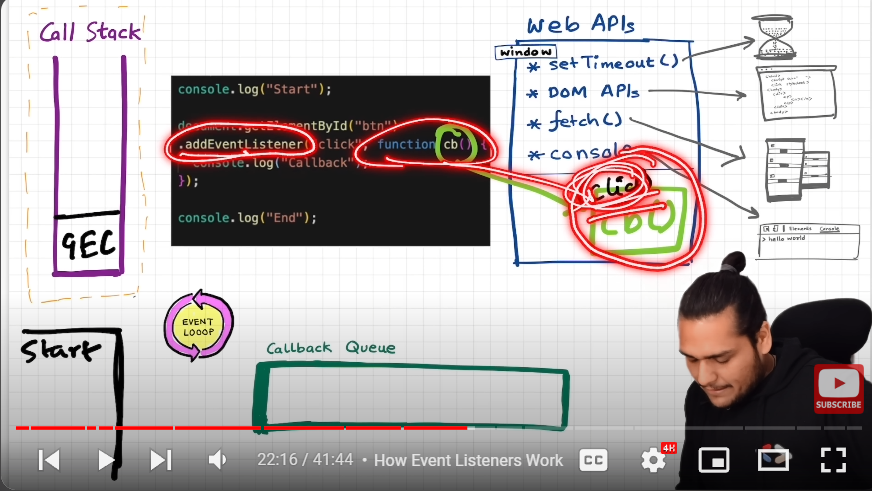 Call Stack
GEC
Start
console.log("Start");
document.getElementById("btn")
.addEventListener("click", function cb() {
console.log("Callback");
});
console.log("End");
Web APIs
window
* setTimeout()
* DOM APIs
* fetch()
* console
click
cb()
Elements Console
> hello world
EVENT
LOOOP
Callback Queue
SUBSCRIBE
22:16 / 41:44 • How Event Listeners Work
CC
4K